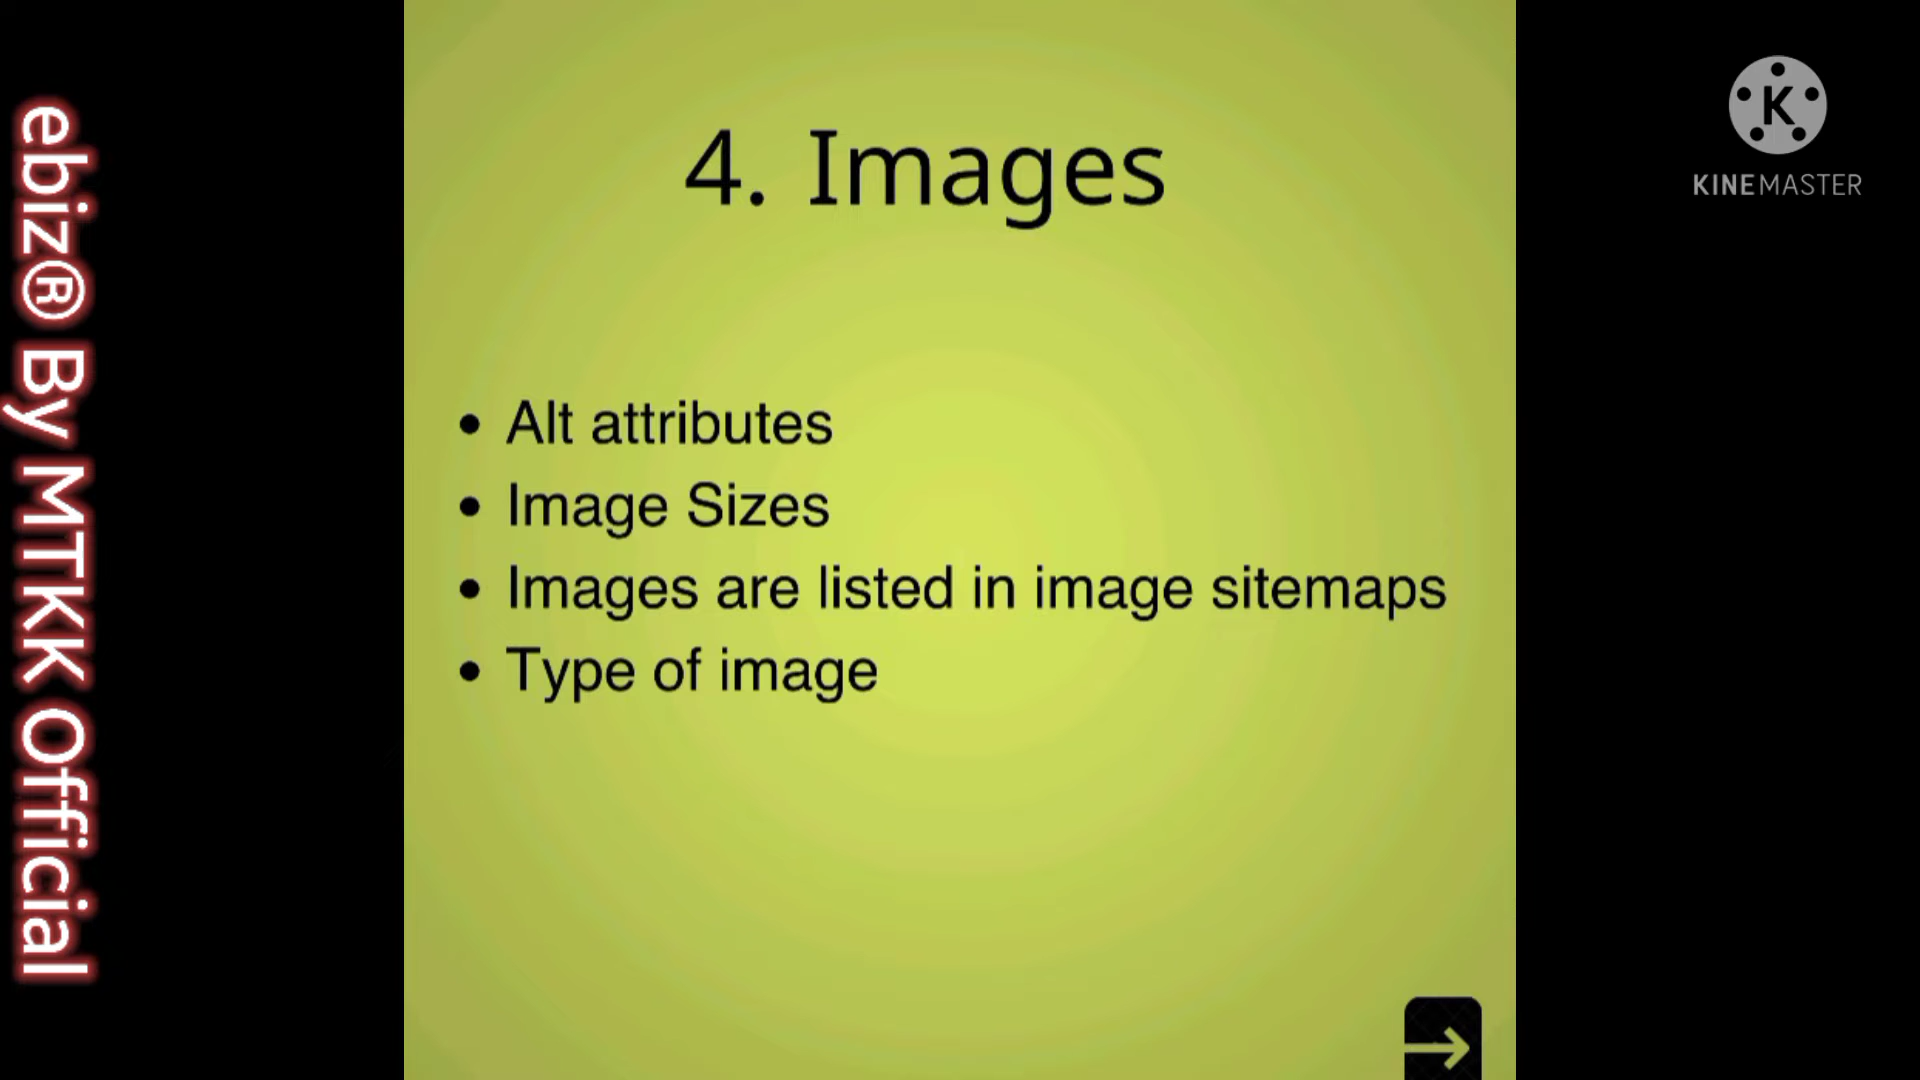 4. Images
• Alt attributes
• Image Sizes
• Images are listed in image sitemaps
• Type of image
ebiz® By MTKK Official
K
KINEMASTER